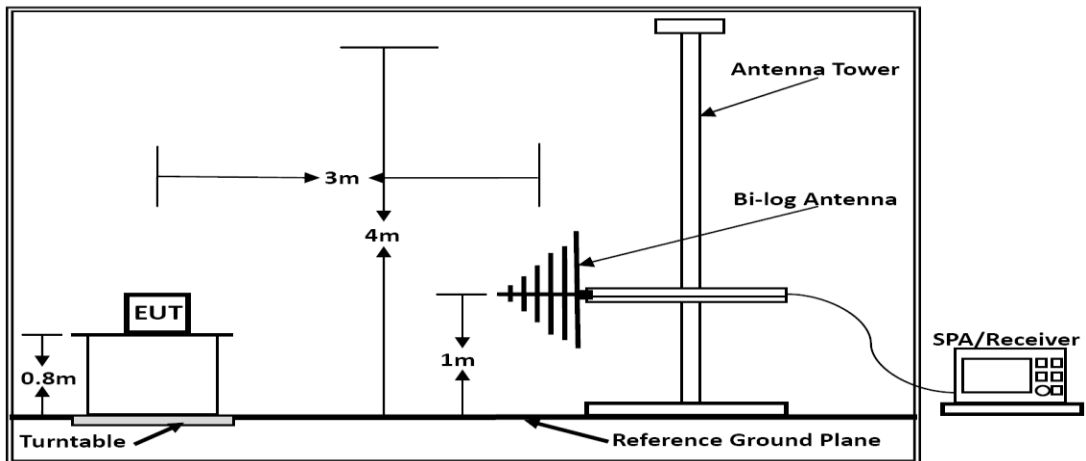 Antenna Tower
3m
Bi-log Antenna
4m
EUT
SPA/Receiver
1m
0.8m
Turntable
Reference Ground Plane